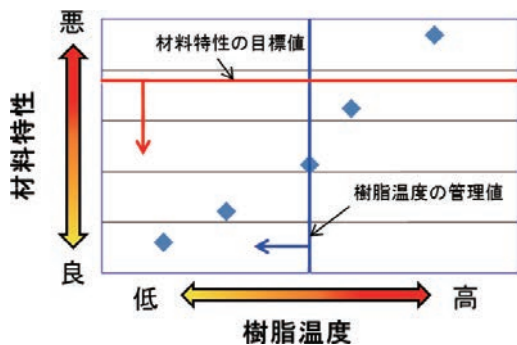 悪
材料特性の目標値
材料特性
樹脂温度の管理値
良
低
高
樹脂温度